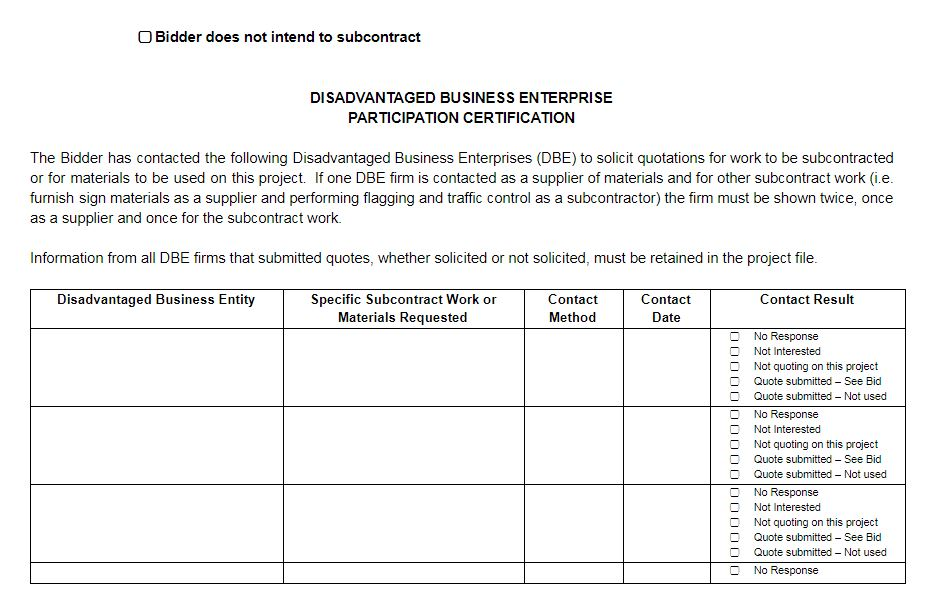 Bidder does not intend to subcontract
DISADVANTAGED BUSINESS ENTERPRISE
PARTICIPATION CERTIFICATION
The Bidder has contacted the following Disadvantaged Business Enterprises (DBE) to solicit quotations for work to be subcontracted
or for materials to be used on this project. If one DBE firm is contacted as a supplier of materials and for other subcontract work (i.e.
furnish sign materials as a supplier and performing flagging and traffic control as a subcontractor) the firm must be shown twice, once
as a supplier and once for the subcontract work.
Information from all DBE firms that submitted quotes, whether solicited or not solicited, must be retained in the project file.
Disadvantaged Business Entity
Specific Subcontract Work or
Materials Requested
Contact
Method
Contact
Date
Contact Result
No Response
Not Interested
Not quoting on this project
Quote submitted – See Bid
Quote submitted – Not used
No Response
Not Interested
Not quoting on this project
Quote submitted – See Bid
Quote submitted – Not used
No Response
Not Interested
Not quoting on this project
Quote submitted – See Bid
Quote submitted – Not used
No Response